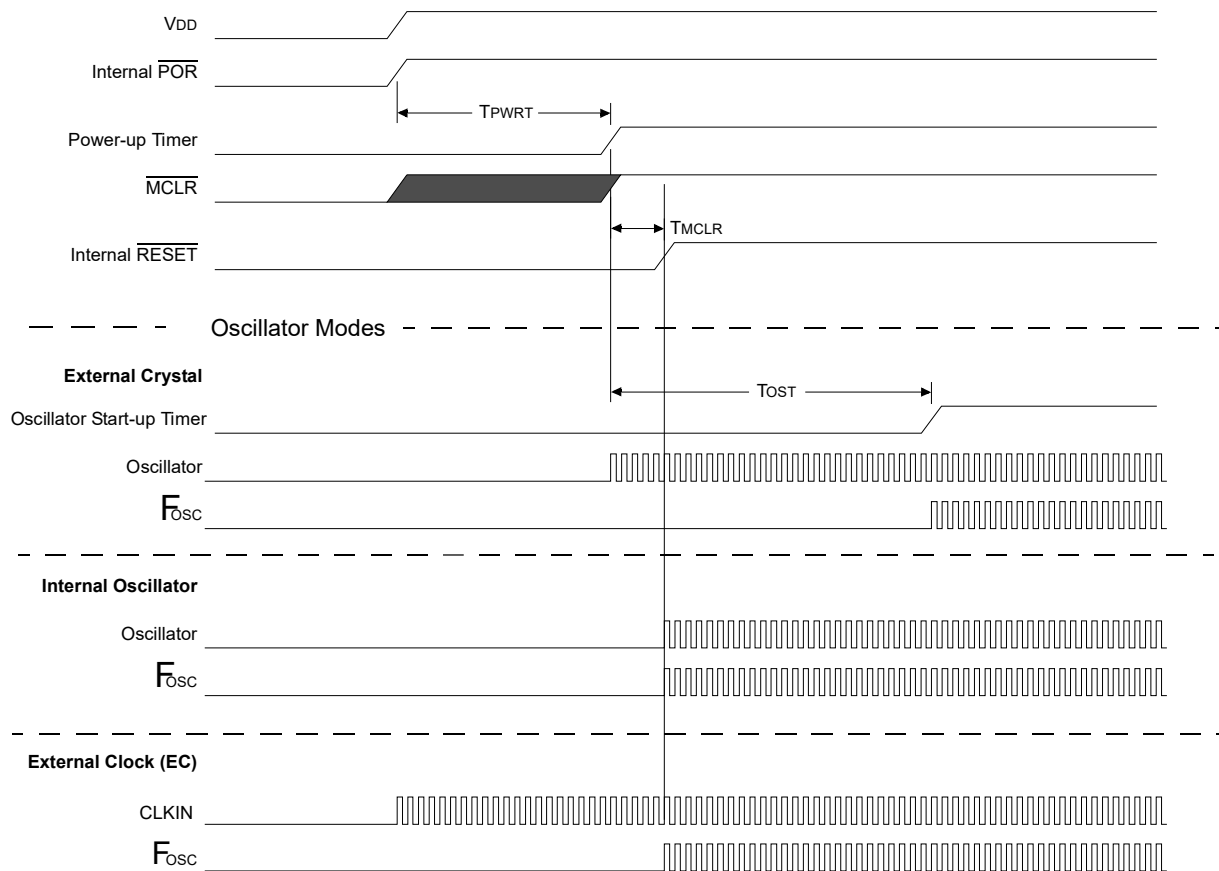 VDD
Internal POR
TPWRT
Power-up Timer
MCLR
TMCLR
Internal RESET
Oscillator Modes
External Crystal
TOST
Oscillator Start-up Timer
Oscillator
FOSC
Internal Oscillator
Oscillator
FOSC
External Clock (EC)
CLKIN
FOSC